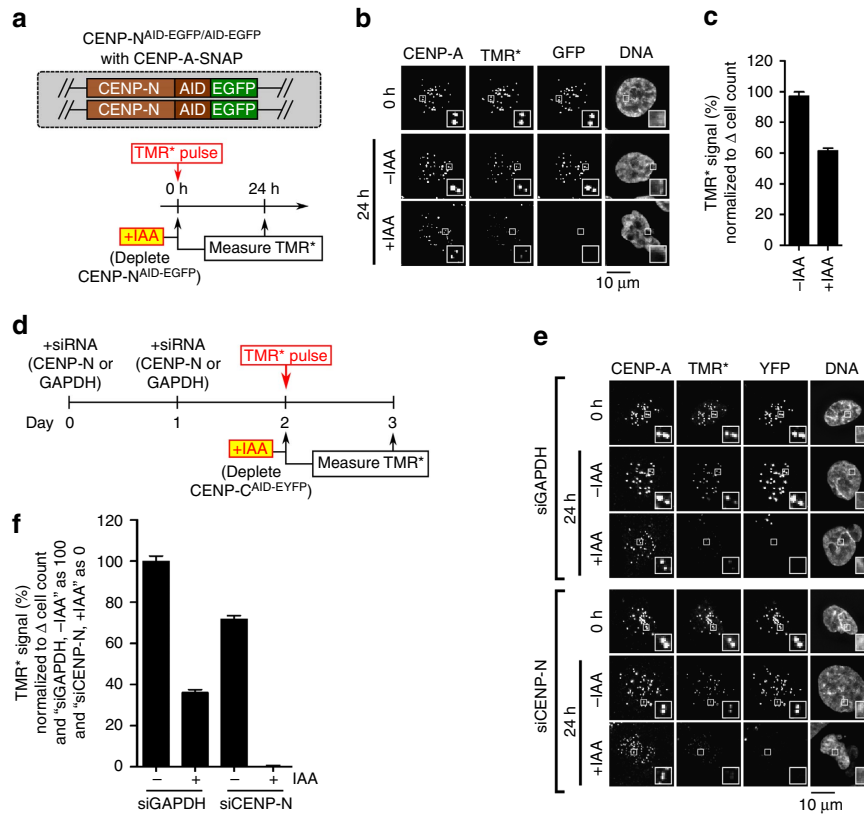 a
CENP-N^AID-EGFP/AID-EGFP
with CENP-A-SNAP
CENP-N AID EGFP
CENP-N AID EGFP
TMR* pulse
0 h 24 h
+IAA
Measure TMR*
(Deplete
CENP-N^AID-EGFP)
b
CENP-A TMR* GFP DNA
0 h
24 h
–IAA
+IAA
10 μm
c
TMR* signal (%)
normalized to Δ cell count
120
100
80
60
40
20
0
–IAA
+IAA
d
+siRNA
(CENP-N or
GAPDH)
+siRNA
(CENP-N or
GAPDH)
TMR* pulse
Day 0 1 2 3
+IAA
Measure TMR*
(Deplete
CENP-C^AID-EYFP)
e
CENP-A TMR* YFP DNA
siGAPDH
0 h
24 h
–IAA
+IAA
siCENP-N
0 h
24 h
–IAA
+IAA
10 μm
f
TMR* signal (%)
normalized to Δ cell count
and "siGAPDH, –IAA" as 100
and "siCENP-N, +IAA" as 0
120
100
80
60
40
20
0
– + – + IAA
siGAPDH siCENP-N